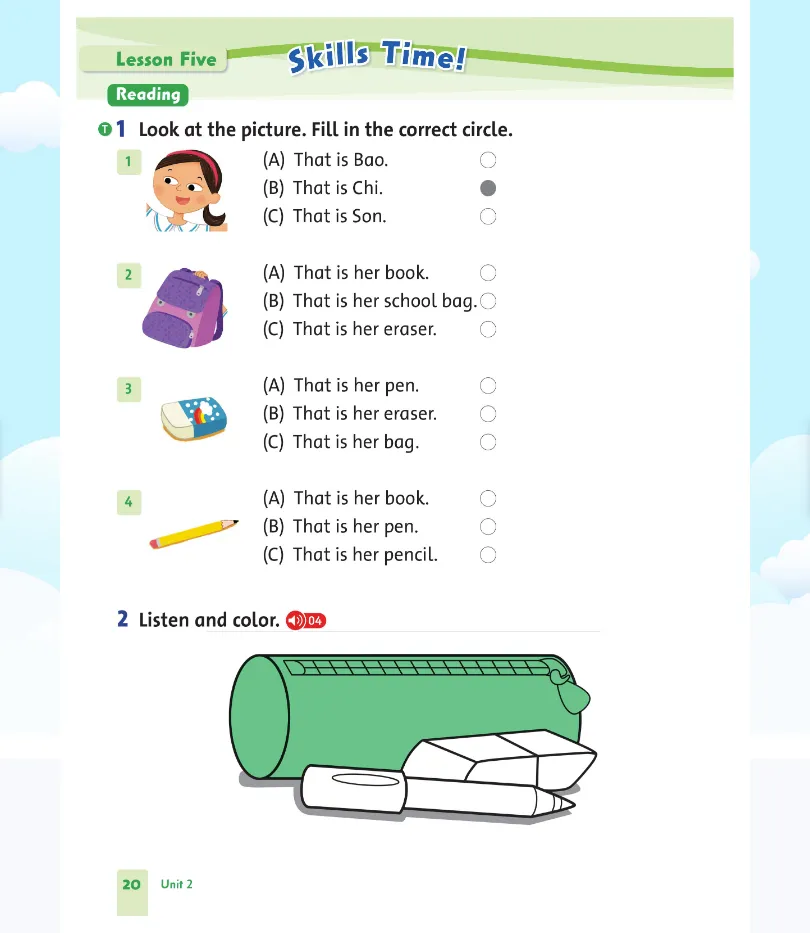 Lesson Five
Skills Time!
Reading
T 1 Look at the picture. Fill in the correct circle.
1
(A) That is Bao.
(B) That is Chi.
(C) That is Son.
2
(A) That is her book.
(B) That is her school bag.
(C) That is her eraser.
3
(A) That is her pen.
(B) That is her eraser.
(C) That is her bag.
4
(A) That is her book.
(B) That is her pen.
(C) That is her pencil.
2 Listen and color. 04
20 Unit 2